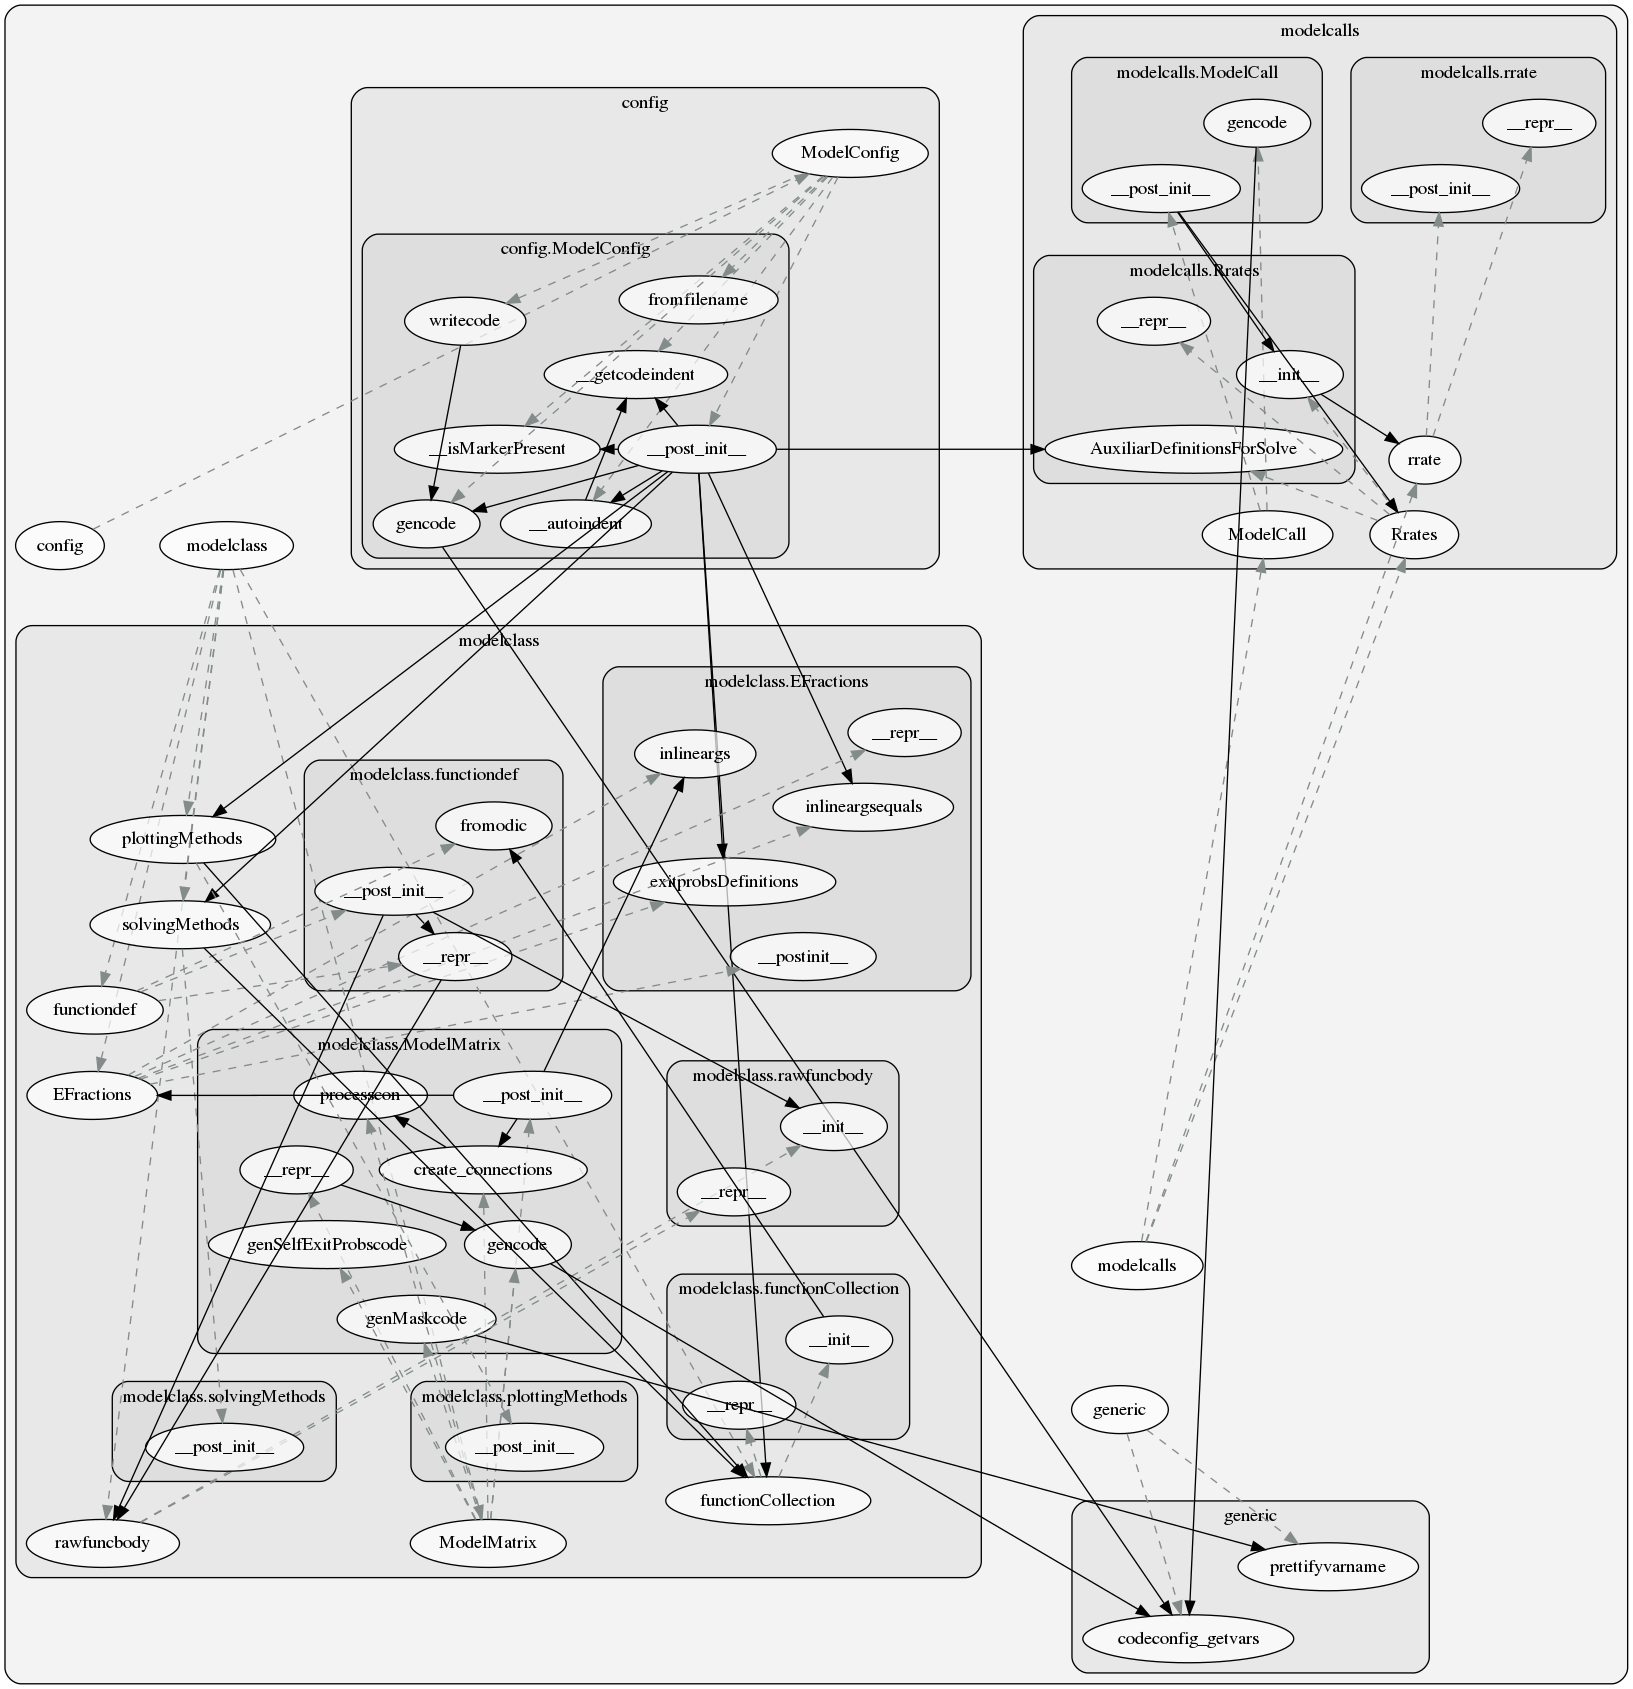 modelcalls
modelcalls.ModelCall
modelcalls.rrate
config
gencode
__repr__
ModelConfig
__post_init__
__post_init__
config.ModelConfig
modelcalls.Rrates
fromfilename
writecode
__repr__
__getcodeindent
__init__
__isMarkerPresent
__post_init__
AuxiliarDefinitionsForSolve
rrate
gencode
__autoindent
ModelCall
Rrates
config
modelclass
modelclass
modelclass.EFractions
__repr__
inlineargs
modelclass.functiondef
inlineargsequals
fromodic
plottingMethods
exitprobsDefinitions
__post_init__
solvingMethods
__repr__
__postinit__
functiondef
modelclass.ModelMatrix
modelclass.rawfuncbody
EFractions
processcon
__post_init__
__init__
__repr__
create_connections
__repr__
genSelfExitProbscode
gencode
modelcalls
modelclass.functionCollection
genMaskcode
__init__
modelclass.solvingMethods
modelclass.plottingMethods
__repr__
generic
__post_init__
__post_init__
functionCollection
generic
rawfuncbody
ModelMatrix
prettifyvarname
codeconfig_getvars